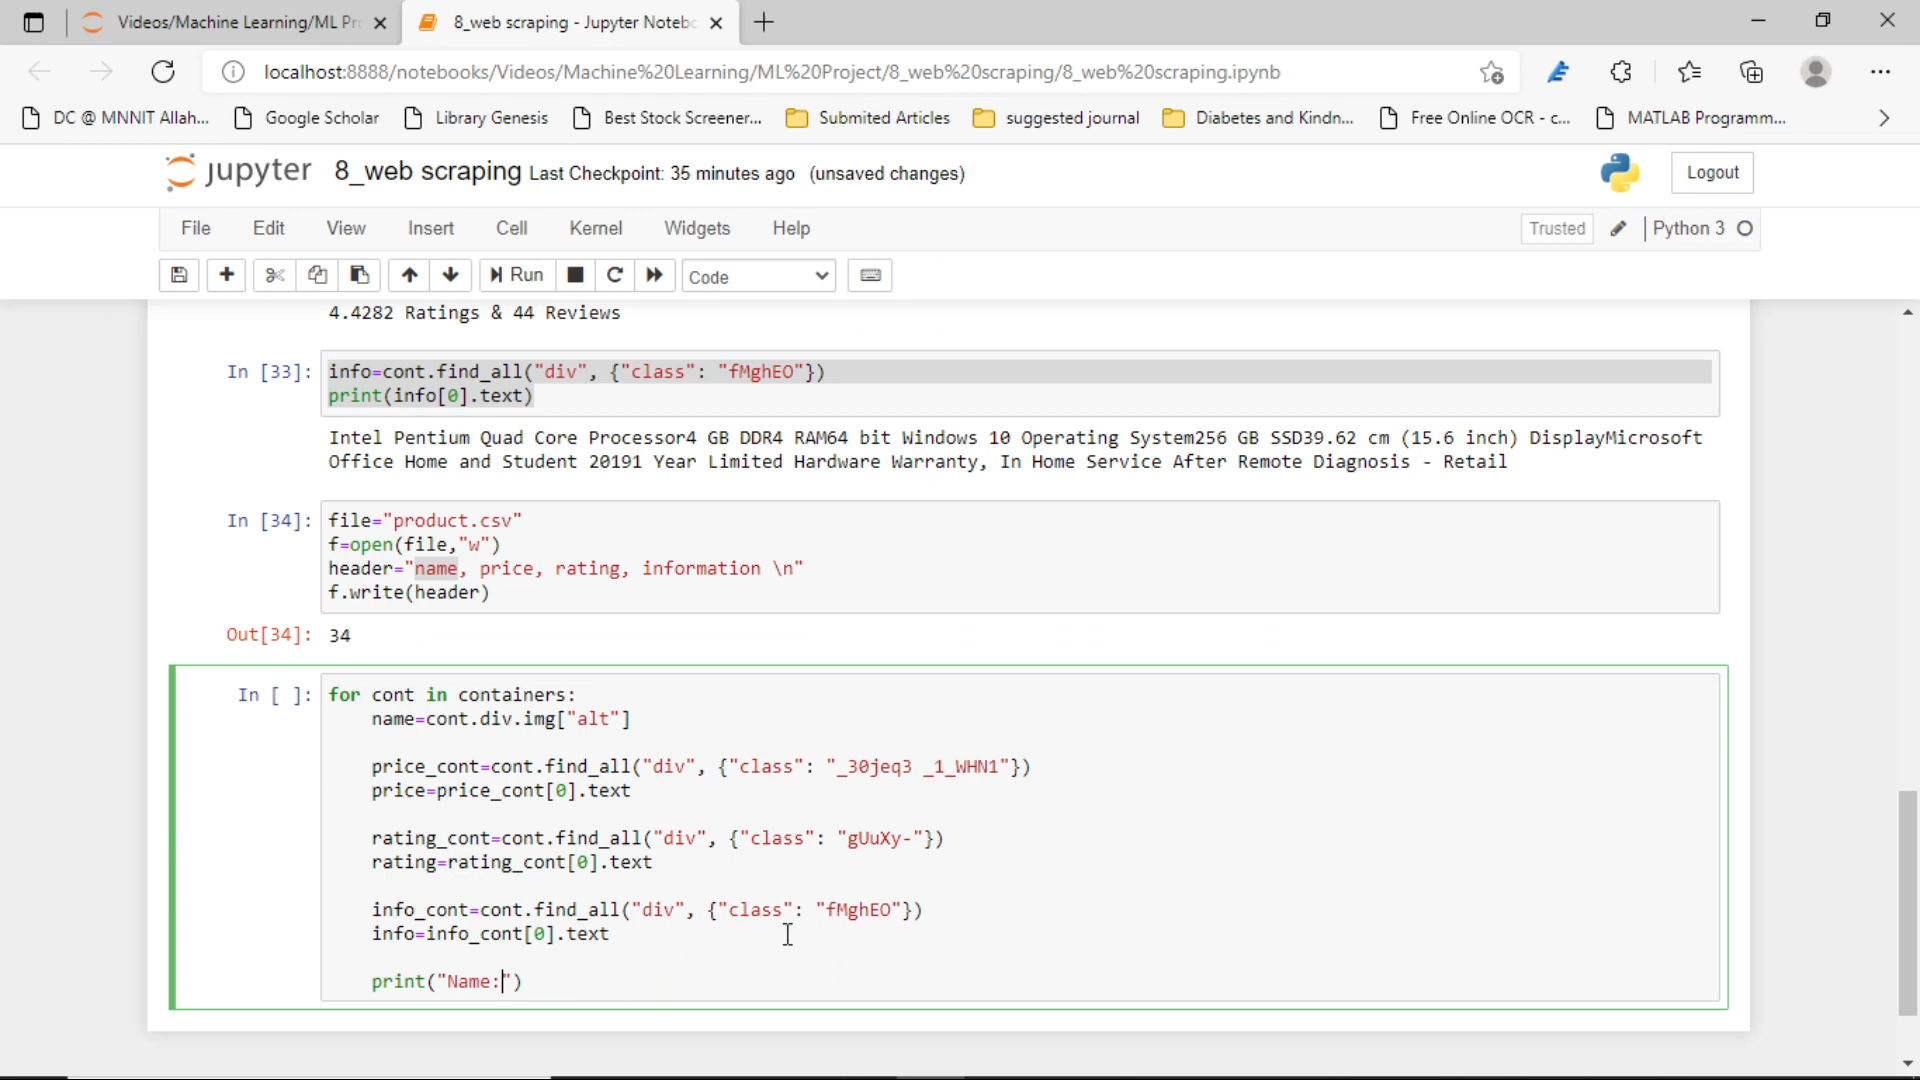 Videos/Machine Learning/ML Pr
8_web scraping - Jupyter Noteb
localhost:8888/notebooks/Videos/Machine%20Learning/ML%20Project/8_web%20scraping/8_web%20scraping.ipynb
DC @ MNNIT Allah... Google Scholar Library Genesis Best Stock Screener... Submited Articles suggested journal Diabetes and Kindn... Free Online OCR - c... MATLAB Programm...
jupyter 8_web scraping Last Checkpoint: 35 minutes ago (unsaved changes) Logout
File Edit View Insert Cell Kernel Widgets Help Trusted Python 3
Run Code
4.4282 Ratings & 44 Reviews
In [33]: info=cont.find_all("div", {"class": "fMghEO"})
print(info[0].text)
Intel Pentium Quad Core Processor4 GB DDR4 RAM64 bit Windows 10 Operating System256 GB SSD39.62 cm (15.6 inch) DisplayMicrosoft
Office Home and Student 20191 Year Limited Hardware Warranty, In Home Service After Remote Diagnosis - Retail
In [34]: file="product.csv"
f=open(file,"w")
header="name, price, rating, information \n"
f.write(header)
Out[34]: 34
In [ ]: for cont in containers:
name=cont.div.img["alt"]
price_cont=cont.find_all("div", {"class": "_30jeq3 _1_WHN1"})
price=price_cont[0].text
rating_cont=cont.find_all("div", {"class": "gUuXy-"})
rating=rating_cont[0].text
info_cont=cont.find_all("div", {"class": "fMghEO"})
info=info_cont[0].text
print("Name:")